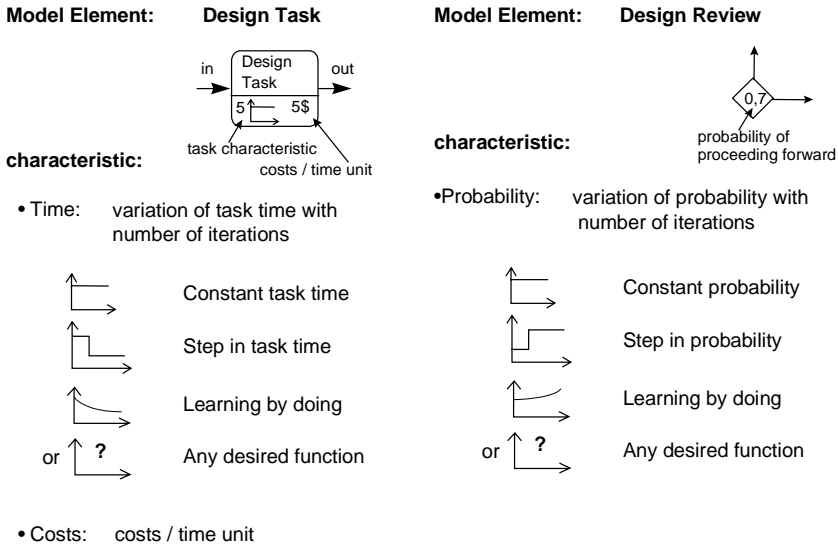 Model Element: Design Task
in
Design
Task
out
5 5$
task characteristic
costs / time unit
characteristic:
• Time: variation of task time with
number of iterations
Constant task time
Step in task time
Learning by doing
or ? Any desired function
• Costs: costs / time unit
Model Element: Design Review
0,7
probability of
proceeding forward
characteristic:
•Probability: variation of probability with
number of iterations
Constant probability
Step in probability
Learning by doing
or ? Any desired function